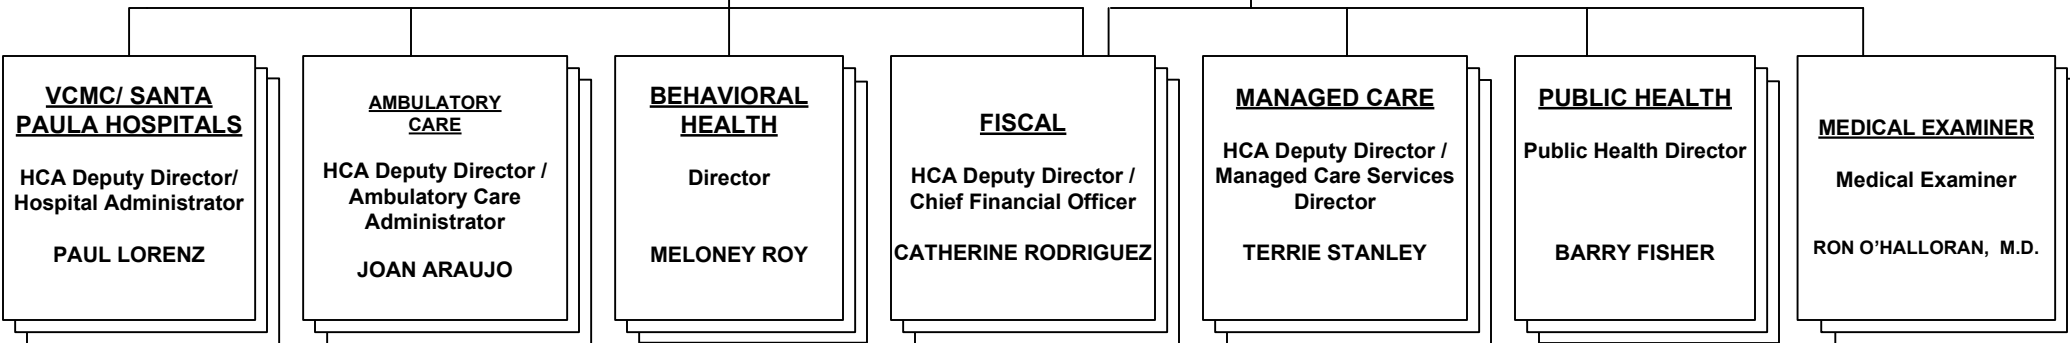 VCMC/ SANTA
PAULA HOSPITALS
HCA Deputy Director/
Hospital Administrator
PAUL LORENZ
AMBULATORY
CARE
HCA Deputy Director /
Ambulatory Care
Administrator
JOAN ARAUJO
BEHAVIORAL
HEALTH
Director
MELONEY ROY
FISCAL
HCA Deputy Director /
Chief Financial Officer
CATHERINE RODRIGUEZ
MANAGED CARE
HCA Deputy Director /
Managed Care Services
Director
TERRIE STANLEY
PUBLIC HEALTH
Public Health Director
BARRY FISHER
MEDICAL EXAMINER
Medical Examiner
RON O’HALLORAN, M.D.